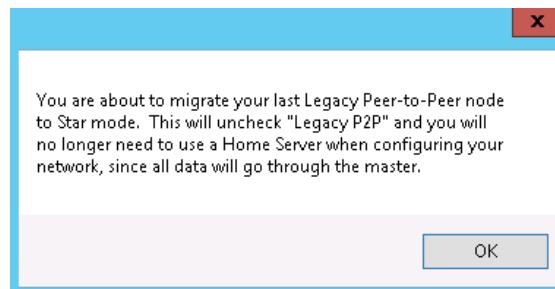 X
You are about to migrate your last Legacy Peer-to-Peer node
to Star mode.  This will uncheck "Legacy P2P" and you will
no longer need to use a Home Server when configuring your
network, since all data will go through the master.
OK